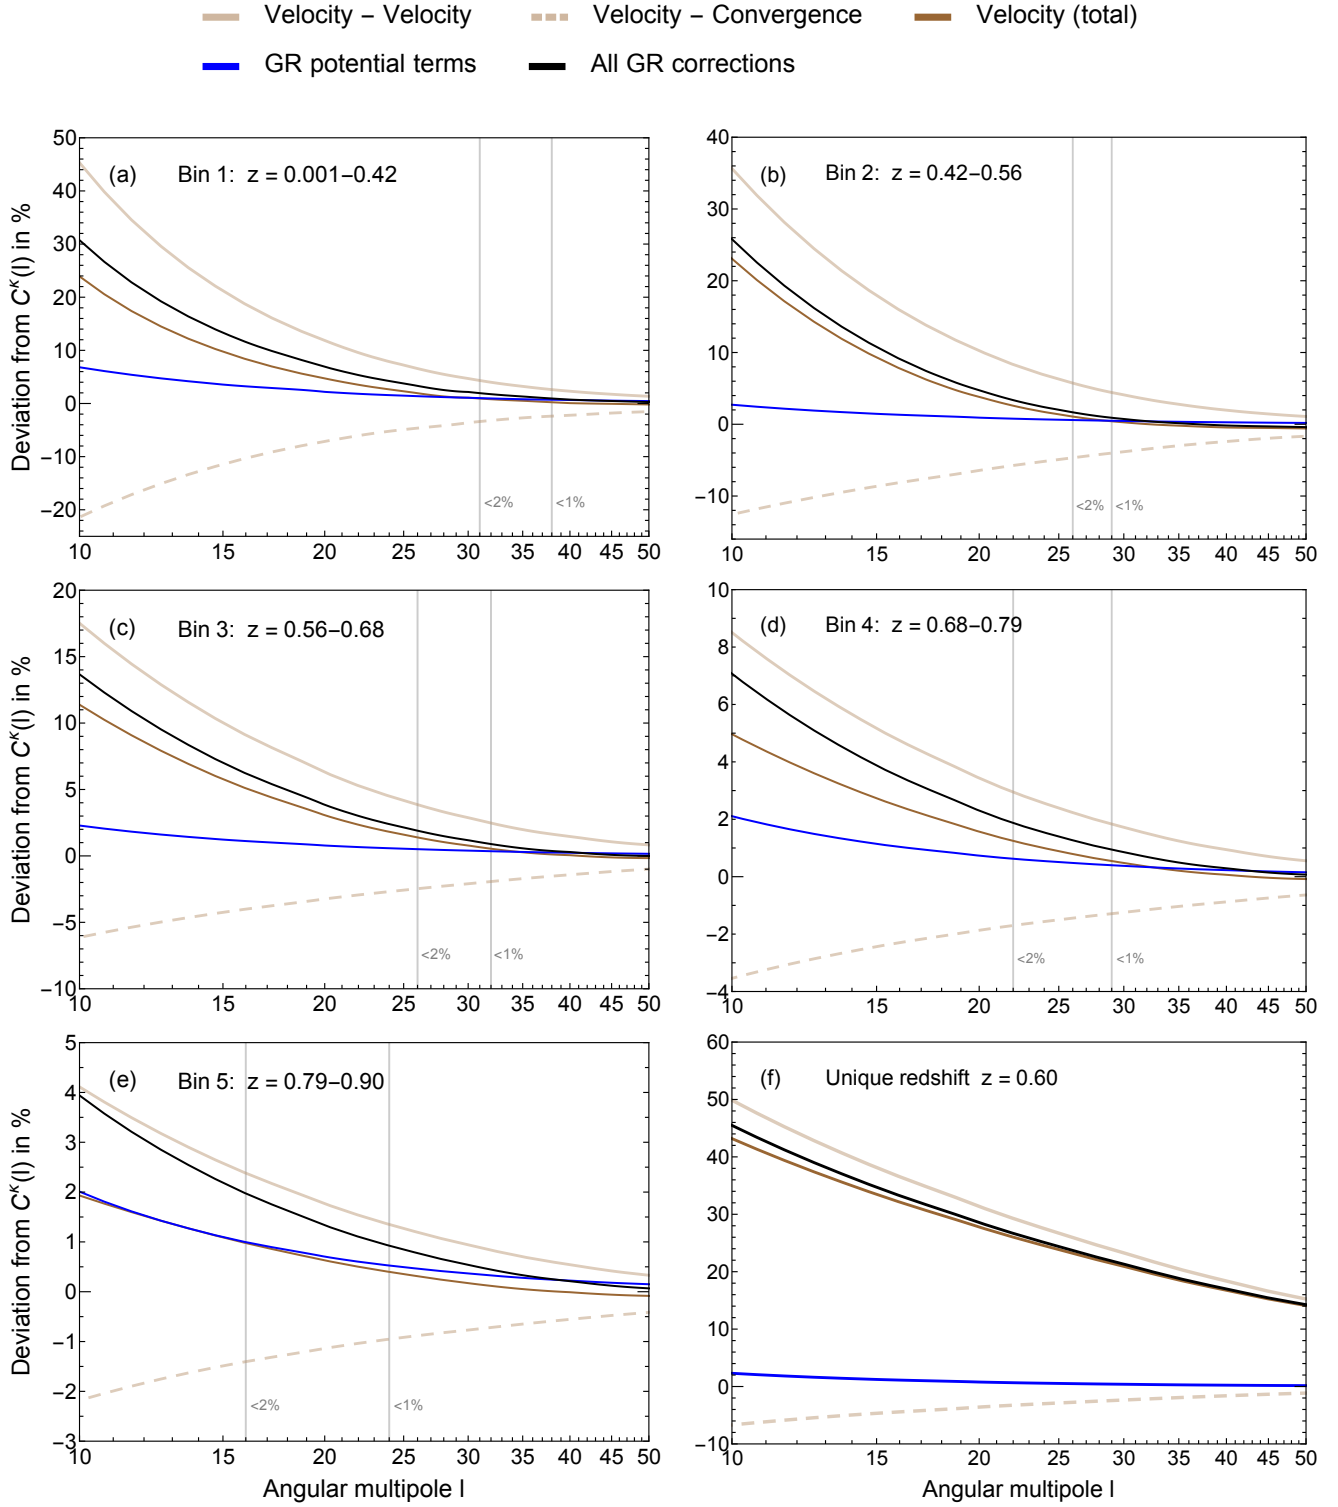 Velocity – Velocity Velocity – Convergence Velocity (total)
GR potential terms All GR corrections
(a) Bin 1: z = 0.001–0.42
Deviation from C^κ(l) in %
50
40
30
20
10
0
−10
−20
<2% <1%
10 15 20 25 30 35 40 45 50
(b) Bin 2: z = 0.42–0.56
40
30
20
10
0
−10
<2% <1%
10 15 20 25 30 35 40 45 50
(c) Bin 3: z = 0.56–0.68
Deviation from C^κ(l) in %
20
15
10
5
0
−5
−10
<2% <1%
10 15 20 25 30 35 40 45 50
(d) Bin 4: z = 0.68–0.79
10
8
6
4
2
0
−2
−4
<2% <1%
10 15 20 25 30 35 40 45 50
(e) Bin 5: z = 0.79–0.90
Deviation from C^κ(l) in %
5
4
3
2
1
0
−1
−2
−3
<2% <1%
10 15 20 25 30 35 40 45 50
Angular multipole l
(f) Unique redshift z = 0.60
60
50
40
30
20
10
0
−10
10 15 20 25 30 35 40 45 50
Angular multipole l